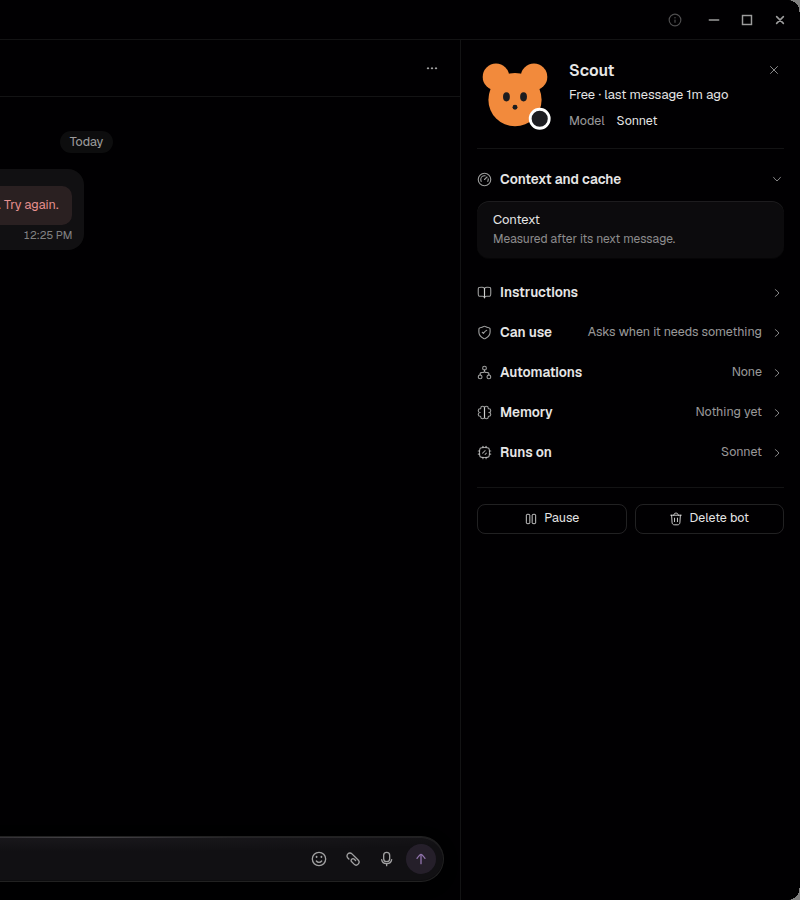 Scout
Free · last message 1m ago
Model Sonnet
Today
. Try again.
12:25 PM
Context and cache
Context
Measured after its next message.
Instructions
Can use Asks when it needs something
Automations None
Memory Nothing yet
Runs on Sonnet
Pause Delete bot